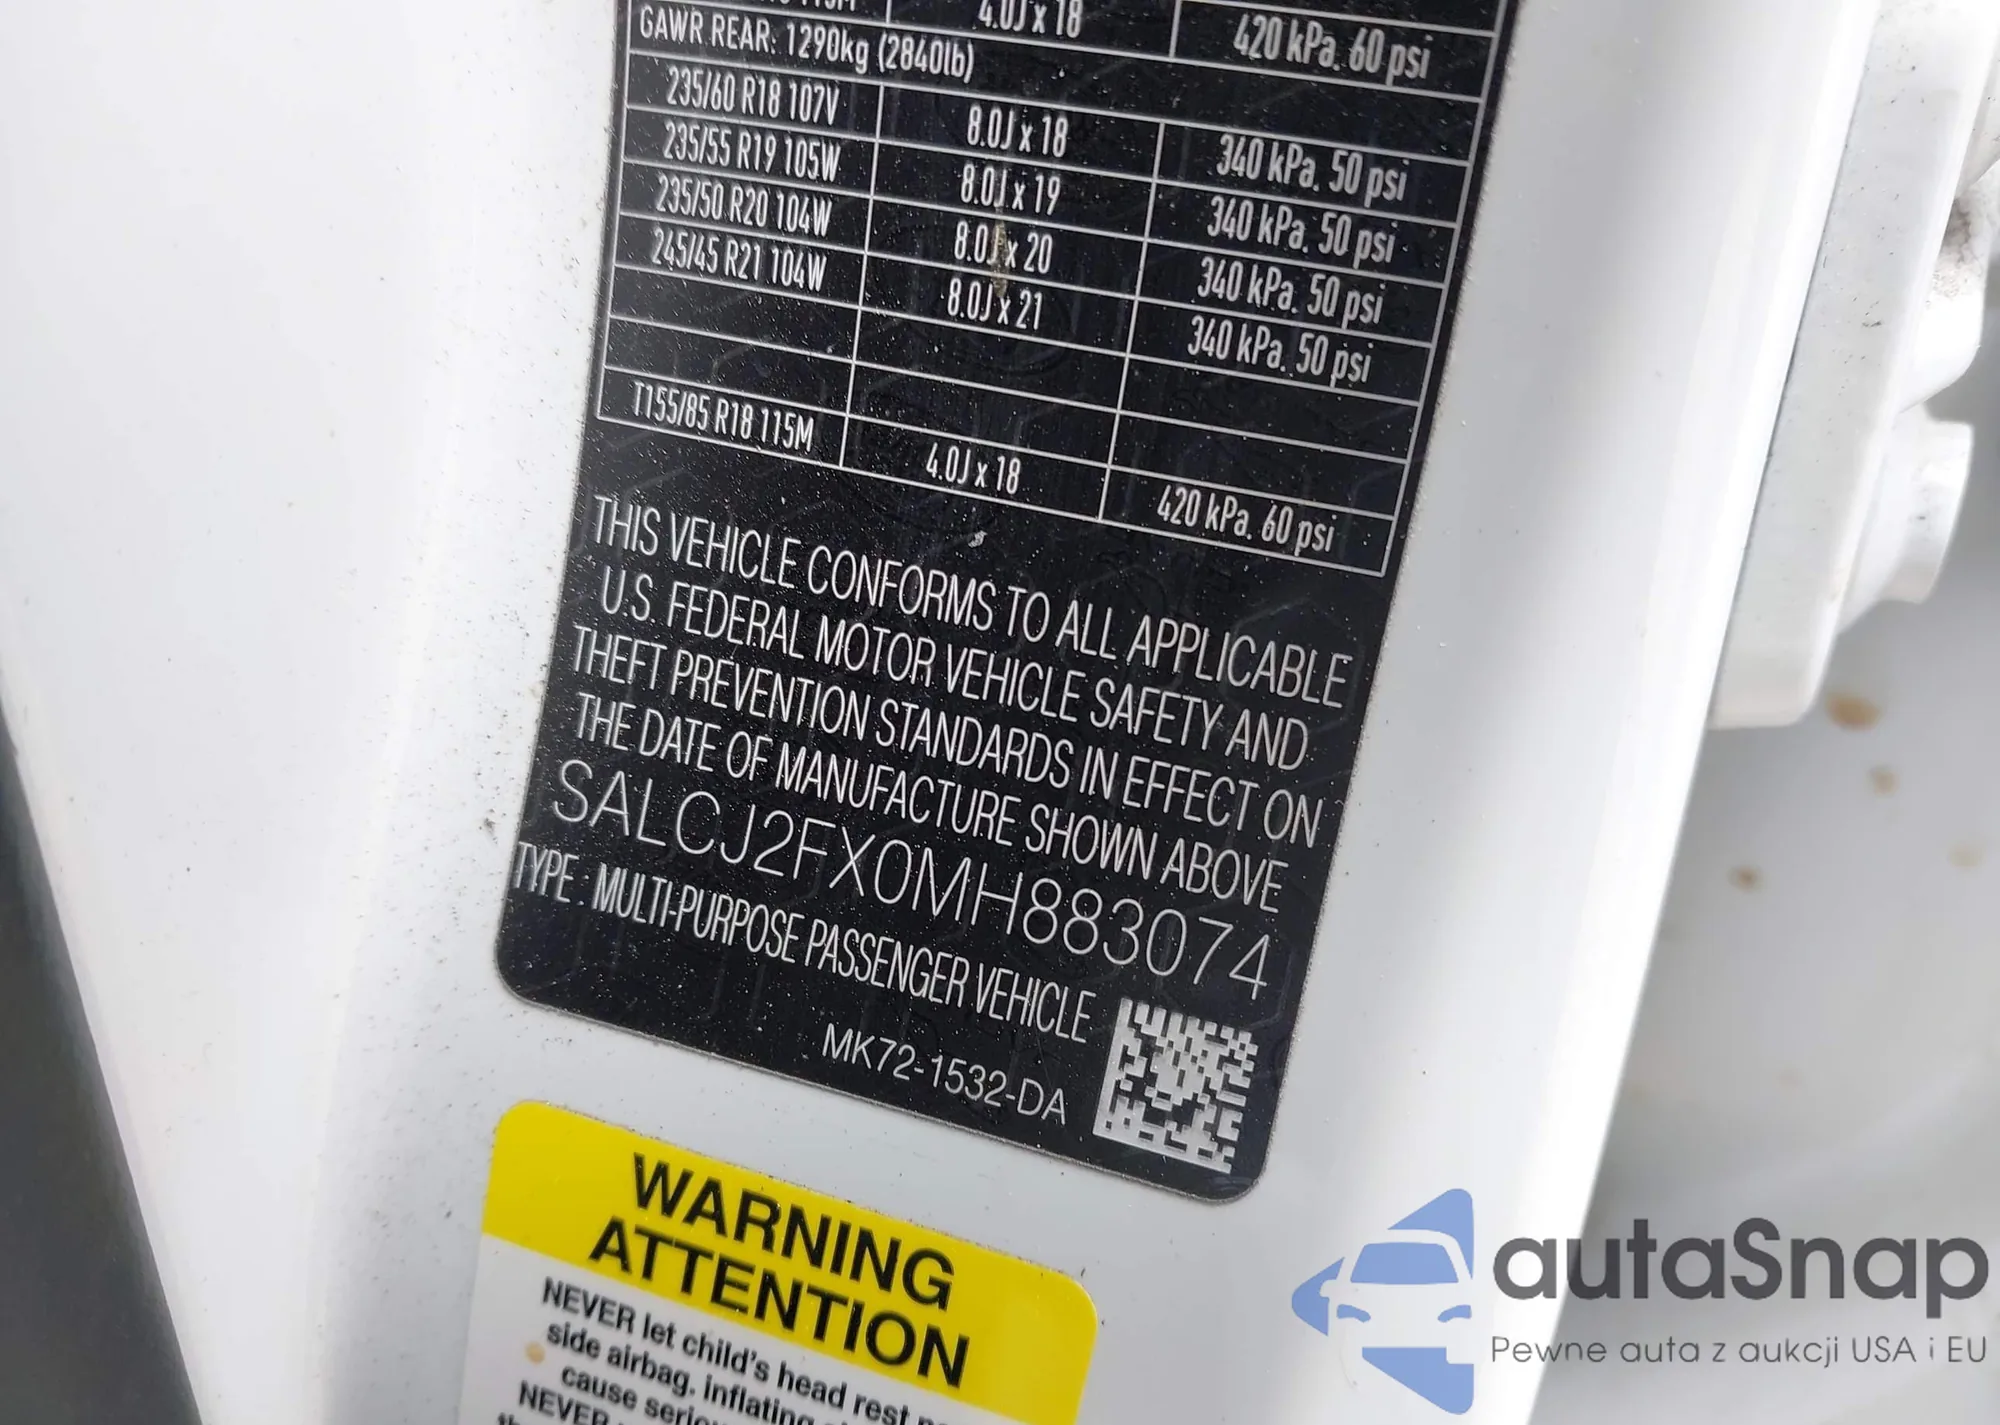 4.0J x 18 420 kPa. 60 psi
GAWR REAR: 1290kg (2840lb)
235/60 R18 107V 8.0J x 18 340 kPa. 50 psi
235/55 R19 105W 8.0J x 19 340 kPa. 50 psi
235/50 R20 104W 8.0J x 20 340 kPa. 50 psi
245/45 R21 104W 8.0J x 21 340 kPa. 50 psi
T155/85 R18 115M 4.0J x 18 420 kPa. 60 psi
THIS VEHICLE CONFORMS TO ALL APPLICABLE
U.S. FEDERAL MOTOR VEHICLE SAFETY AND
THEFT PREVENTION STANDARDS IN EFFECT ON
THE DATE OF MANUFACTURE SHOWN ABOVE
SALCJ2FX0MH883074
TYPE : MULTI-PURPOSE PASSENGER VEHICLE
MK72-1532-DA
WARNING
ATTENTION
NEVER let child's head rest
side airbag. inflating
cause
NEVER
autaSnap
Pewne auta z aukcji USA i EU